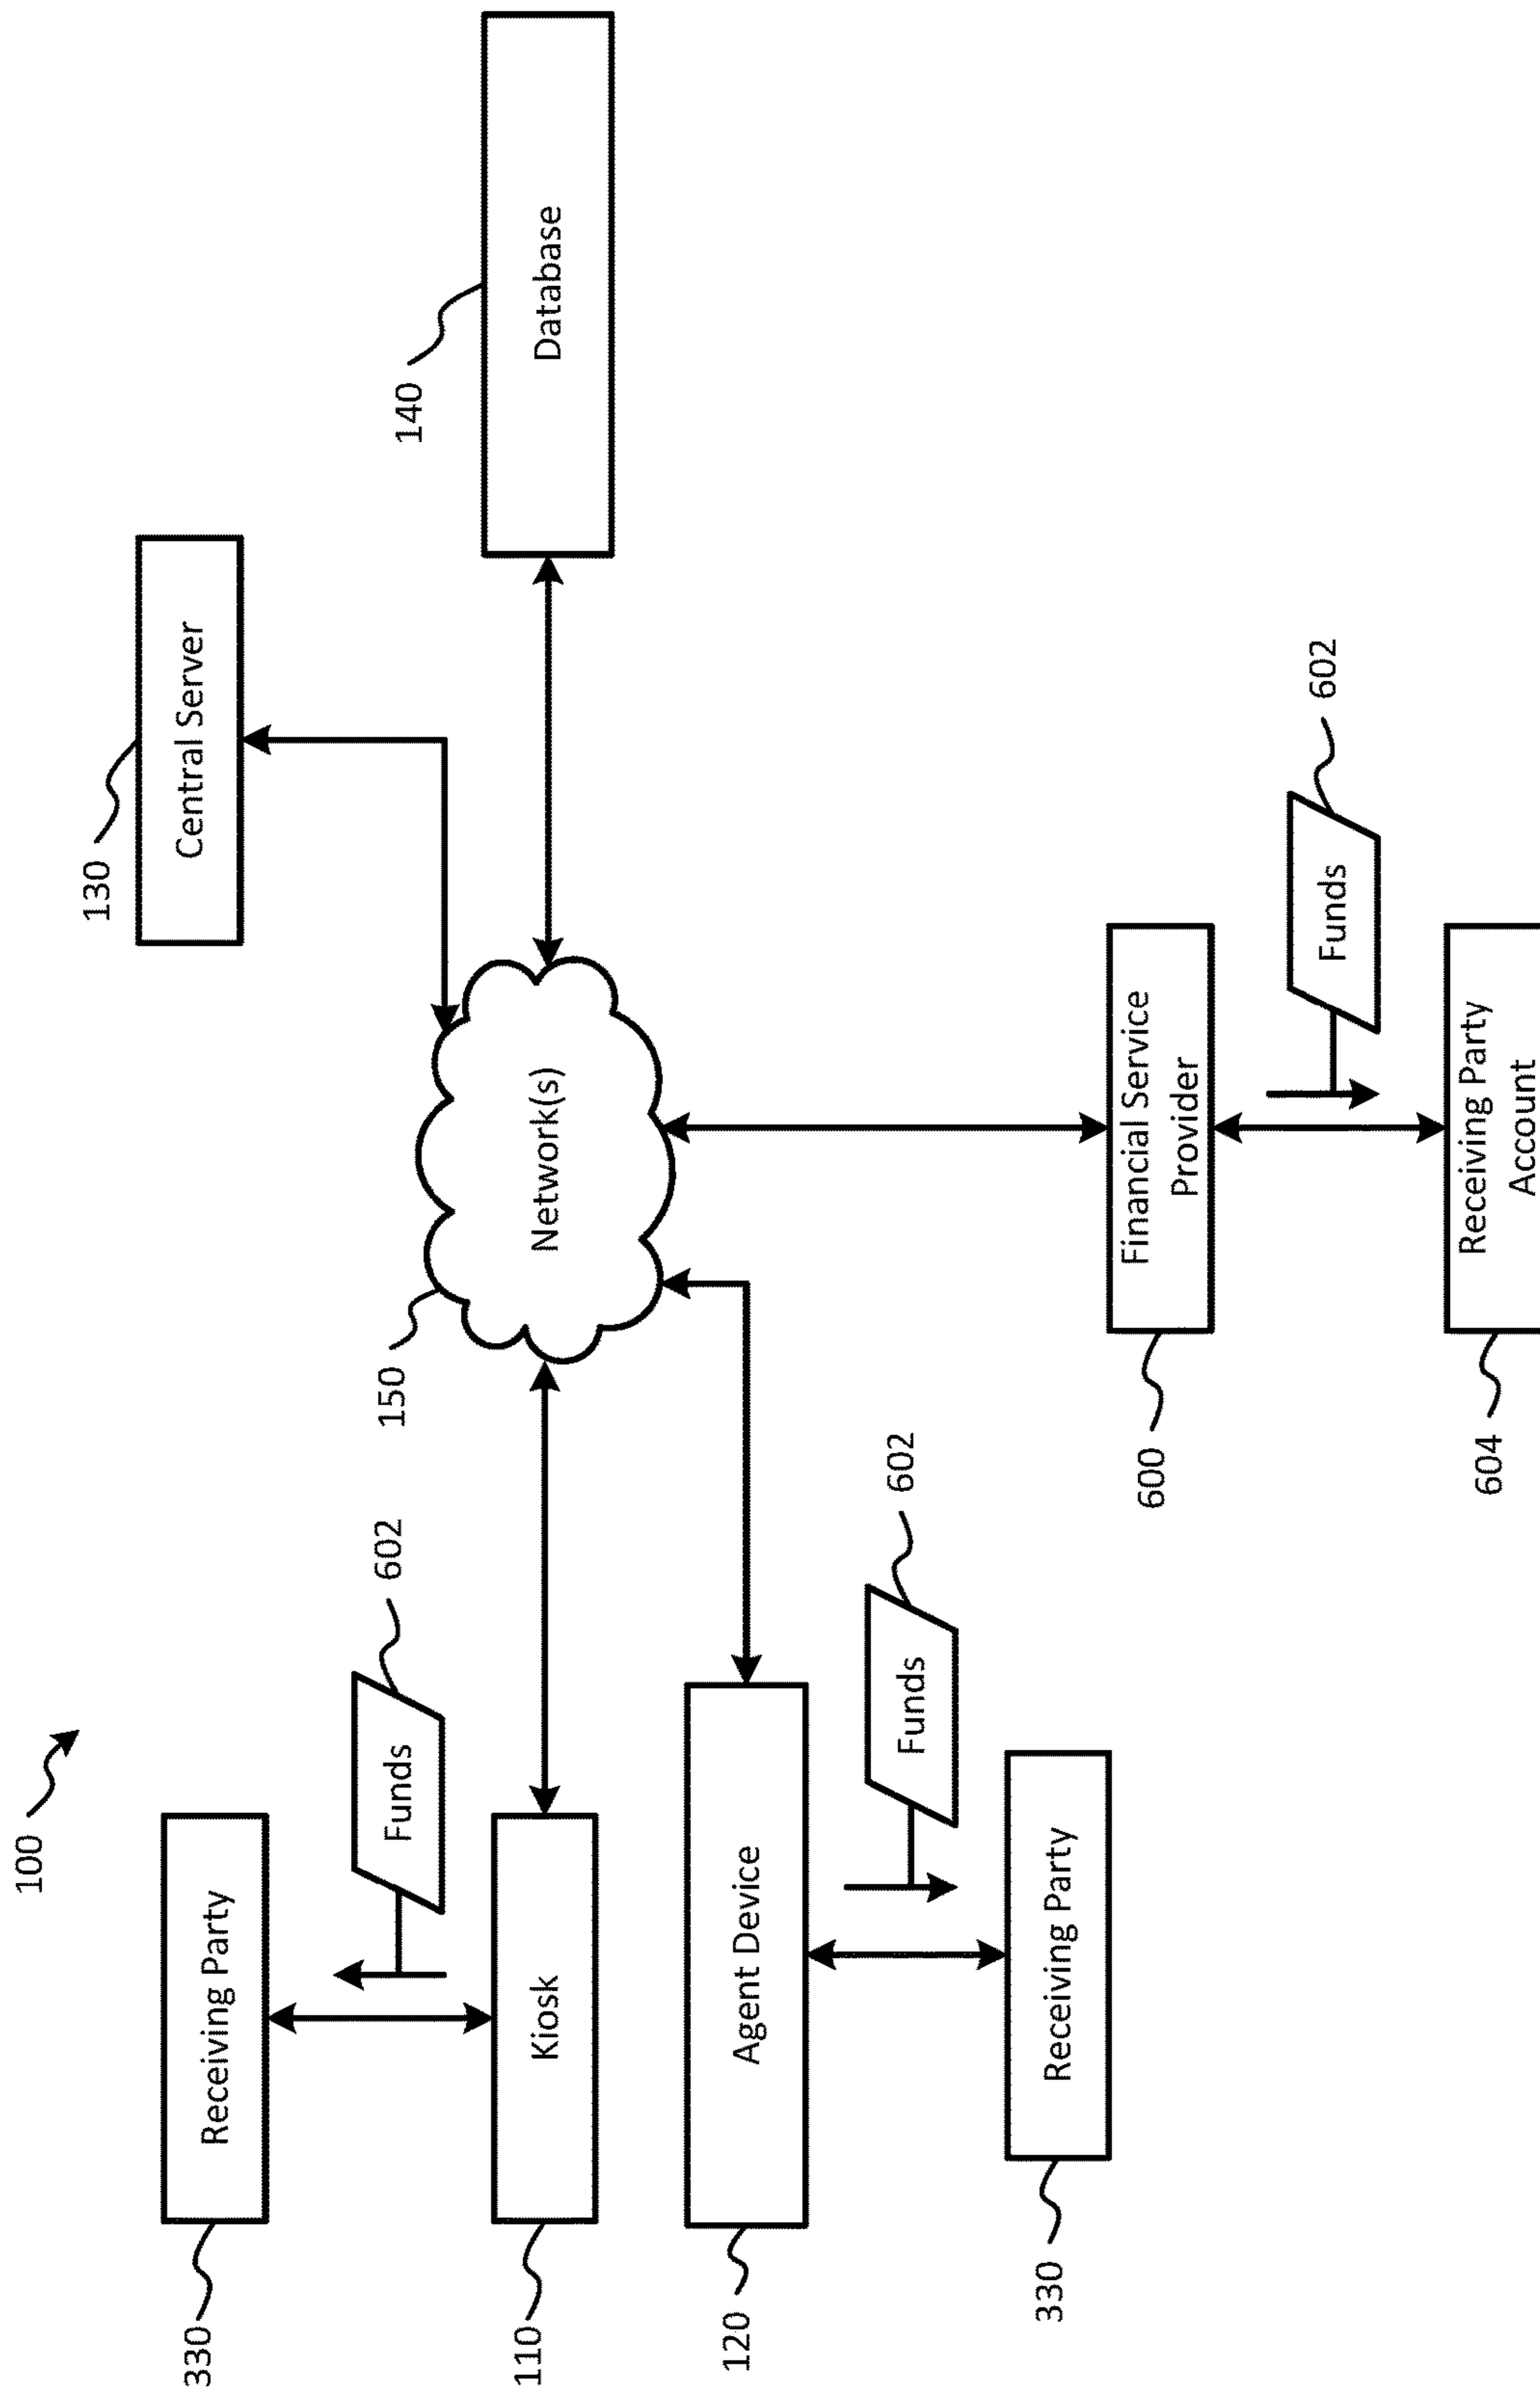 100
330
Receiving Party
Funds
602
110
Kiosk
150
Network(s)
130
Central Server
140
Database
120
Agent Device
Funds
602
330
Receiving Party
600
Financial Service
Provider
Funds
602
604
Receiving Party
Account